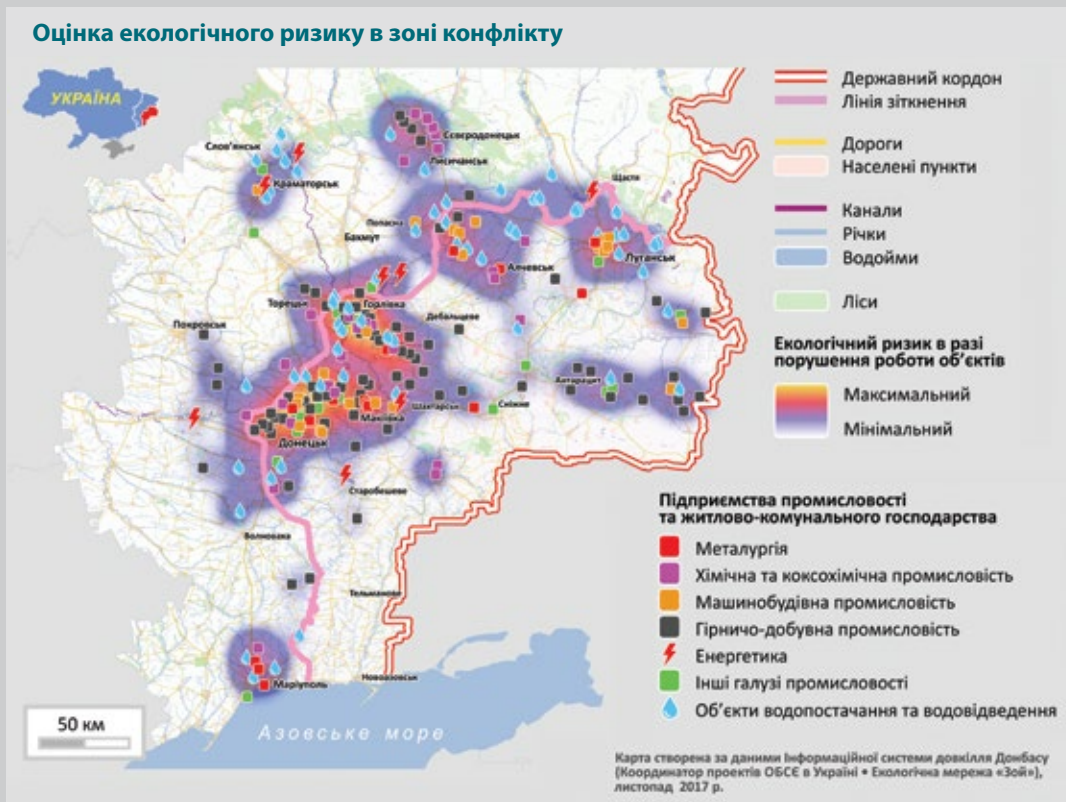 Оцінка екологічного ризику в зоні конфлікту
УКРАЇНА
Слов'янськ
Краматорськ
Сєвєродонецьк
Лисичанськ
Щастя
Попасна
Бахмут
Луганськ
Алчевськ
Торецьк
Горлівка
Дебальцеве
Покровськ
Антрацит
Шахтарськ
Сніжне
Макіївка
Донецьк
Старобешеве
Волноваха
Тельманове
Маріуполь
Новоазовськ
Азовське море
50 км
Державний кордон
Лінія зіткнення
Дороги
Населені пункти
Канали
Річки
Водойми
Ліси
Екологічний ризик в разі
порушення роботи об'єктів
Максимальний
Мінімальний
Підприємства промисловості
та житлово-комунального господарства
Металургія
Хімічна та коксохімічна промисловість
Машинобудівна промисловість
Гірничо-добувна промисловість
Енергетика
Інші галузі промисловості
Об'єкти водопостачання та водовідведення
Карта створена за даними Інформаційної системи довкілля Донбасу
(Координатор проектів ОБСЄ в Україні • Екологічна мережа «Зой»),
листопад 2017 р.